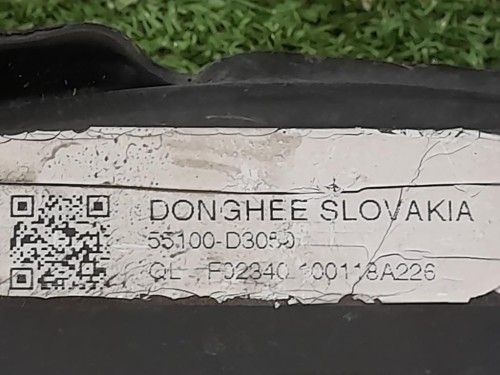 DONGHEE SLOVAKIA
55100-D3050
QL F02340 100118A226